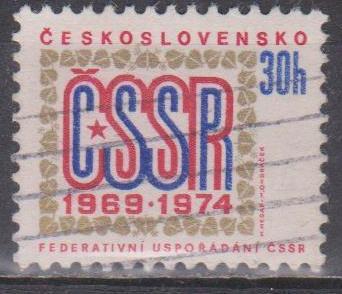 ČESKOSLOVENSKO
30h
ČSSR
1969·1974
FEDERATIVNÍ USPOŘÁDÁNÍ ČSSR